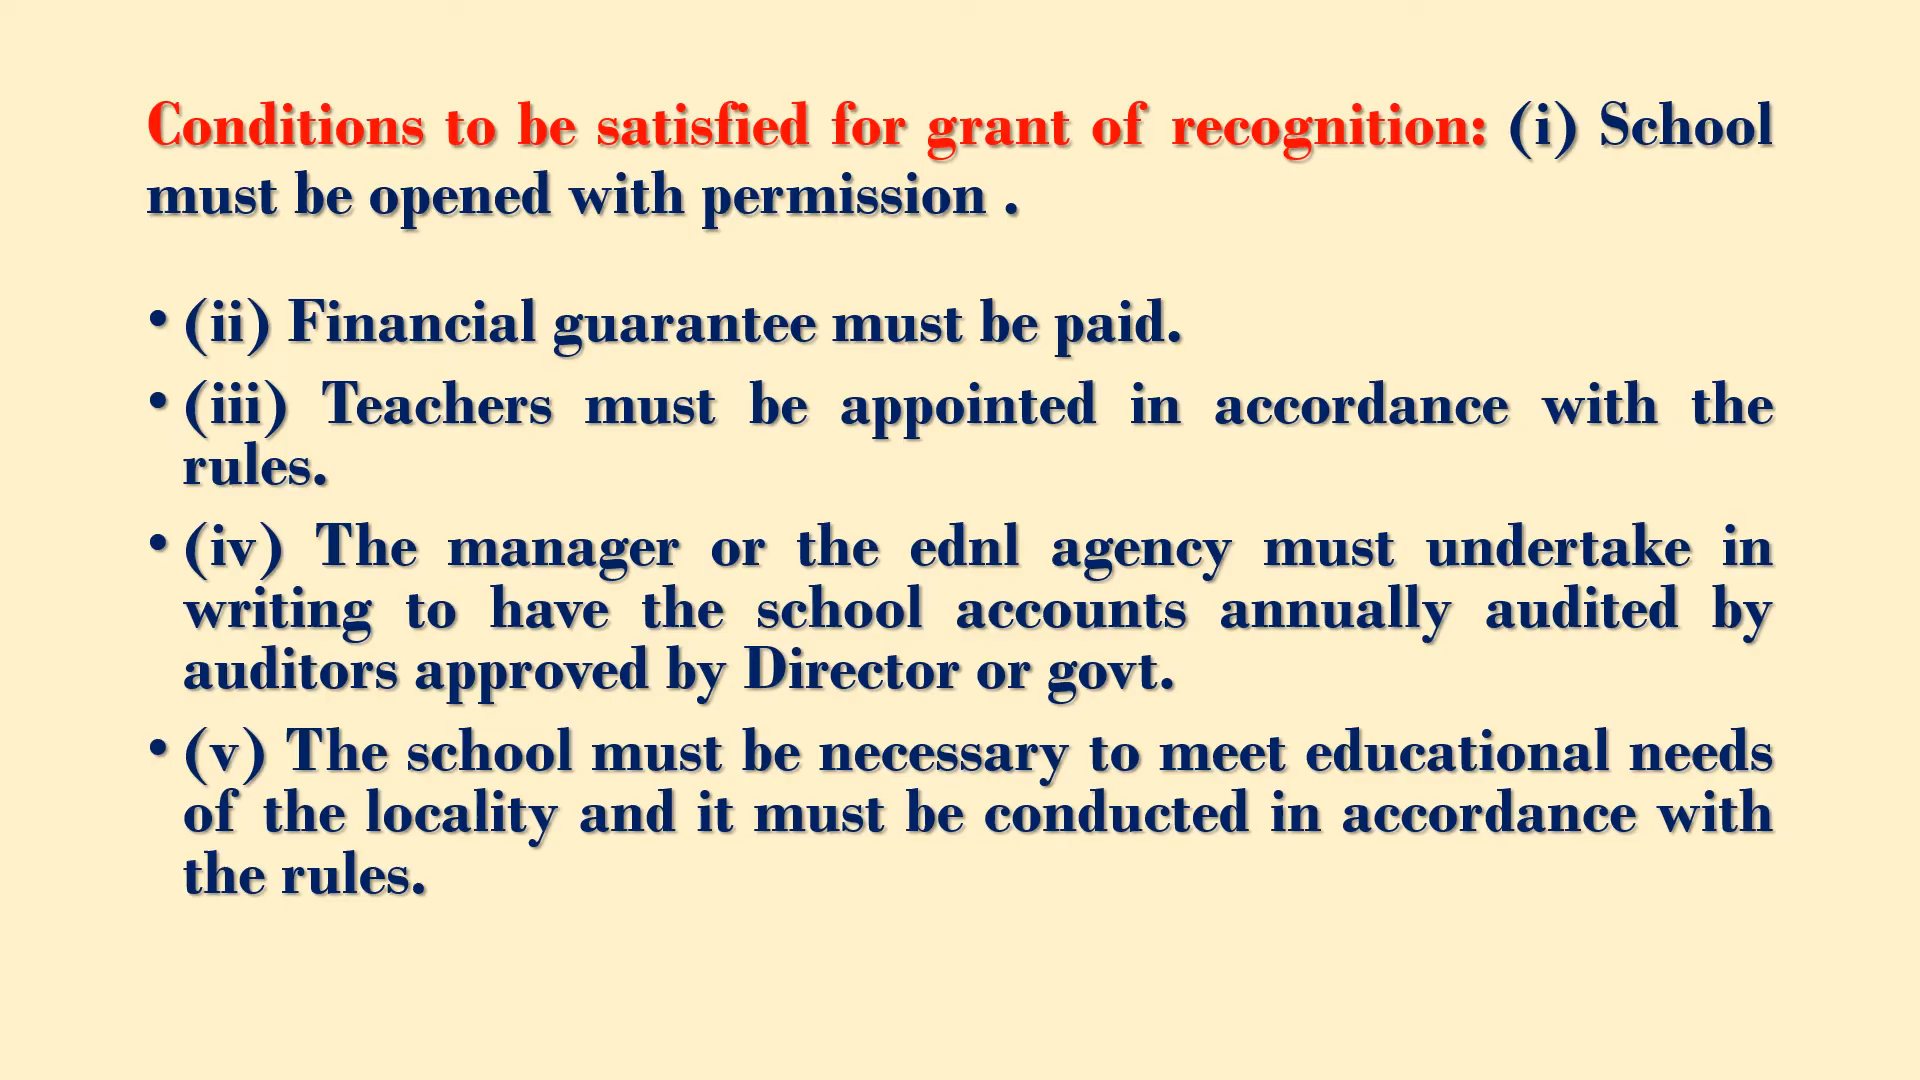 Conditions to be satisfied for grant of recognition: (i) School
must be opened with permission .
• (ii) Financial guarantee must be paid.
• (iii) Teachers must be appointed in accordance with the
rules.
• (iv) The manager or the ednl agency must undertake in
writing to have the school accounts annually audited by
auditors approved by Director or govt.
• (v) The school must be necessary to meet educational needs
of the locality and it must be conducted in accordance with
the rules.